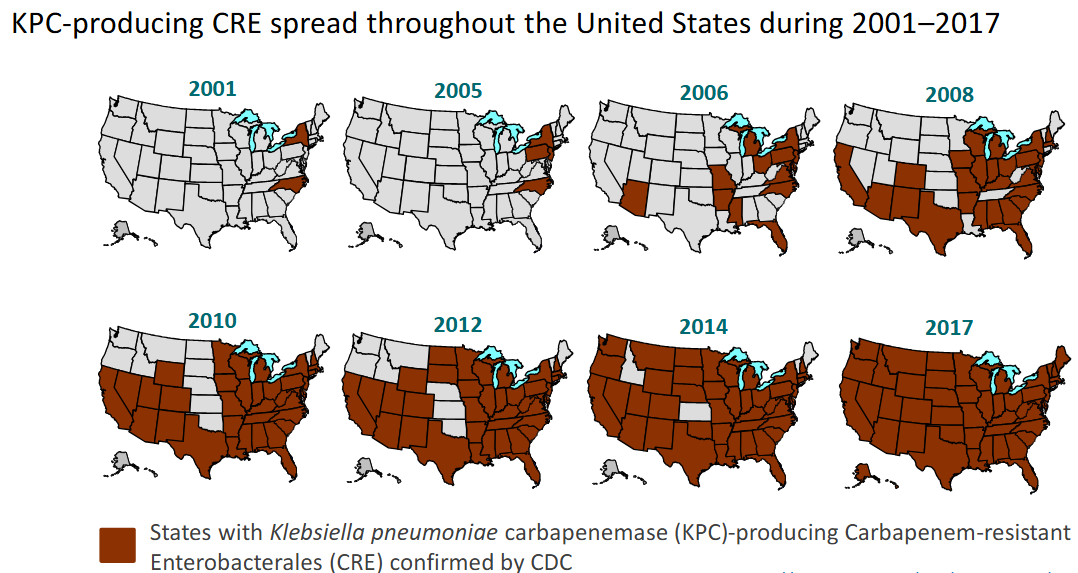 KPC-producing CRE spread throughout the United States during 2001–2017
2001
2005
2006
2008
2010
2012
2014
2017
States with Klebsiella pneumoniae carbapenemase (KPC)-producing Carbapenem-resistant
Enterobacterales (CRE) confirmed by CDC